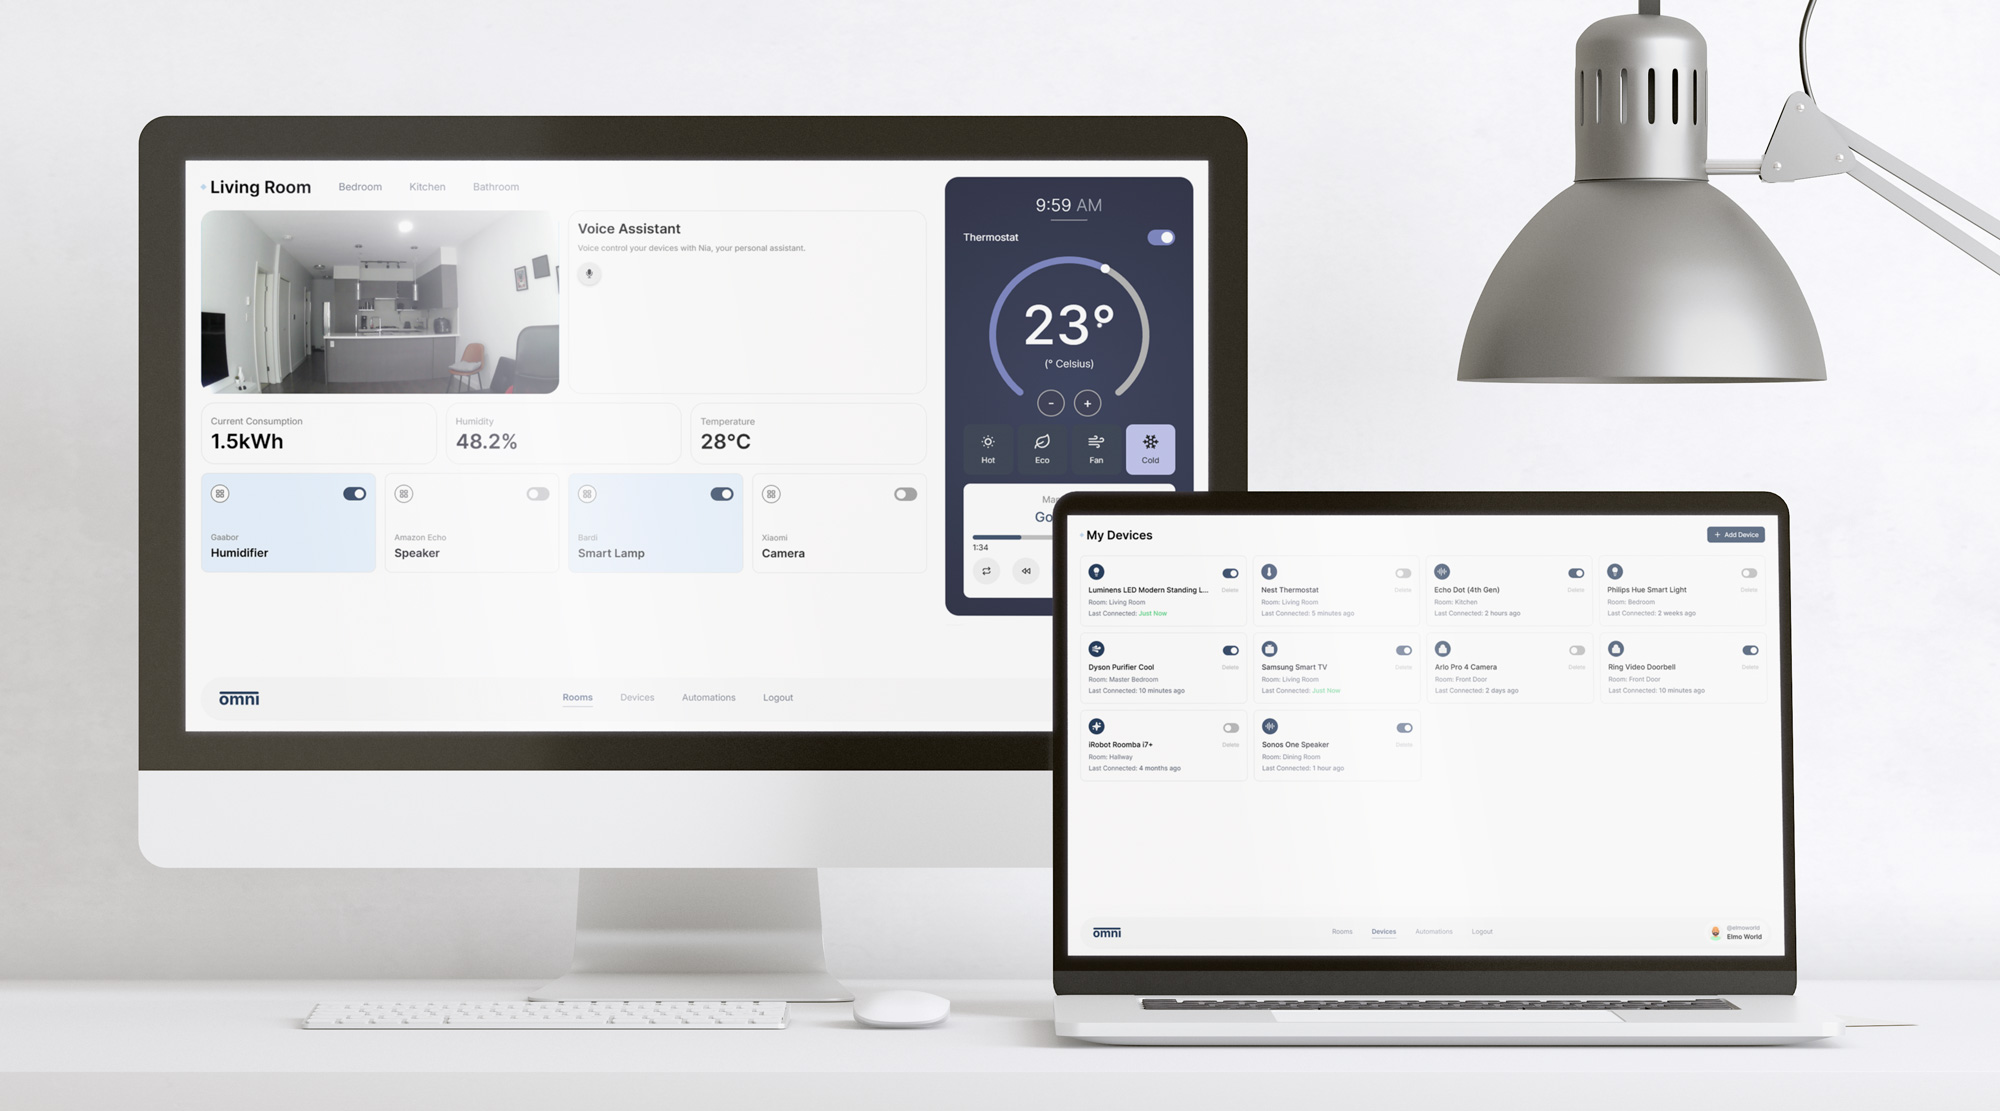 Living Room Bedroom Kitchen Bathroom
Voice Assistant
Voice control your devices with Nia, your personal assistant.
Current Consumption
1.5kWh
Humidity
48.2%
Temperature
28°C
Gaabor
Humidifier
Amazon Echo
Speaker
Bardi
Smart Lamp
Xiaomi
Camera
9:59 AM
Thermostat
23°
(° Celsius)
- +
Hot Eco Fan Cold
1:34
omni
Rooms Devices Automations Logout
My Devices
+ Add Device
Luminens LED Modern Standing L...
Delete
Room: Living Room
Last Connected: Just Now
Nest Thermostat
Delete
Room: Living Room
Last Connected: 5 minutes ago
Echo Dot (4th Gen)
Delete
Room: Kitchen
Last Connected: 2 hours ago
Philips Hue Smart Light
Delete
Room: Bedroom
Last Connected: 2 weeks ago
Dyson Purifier Cool
Delete
Room: Master Bedroom
Last Connected: 10 minutes ago
Samsung Smart TV
Delete
Room: Living Room
Last Connected: Just Now
Arlo Pro 4 Camera
Delete
Room: Front Door
Last Connected: 2 days ago
Ring Video Doorbell
Delete
Room: Front Door
Last Connected: 10 minutes ago
iRobot Roomba i7+
Delete
Room: Hallway
Last Connected: 4 months ago
Sonos One Speaker
Delete
Room: Dining Room
Last Connected: 1 hour ago
omni
Rooms Devices Automations Logout
@elmoworld
Elmo World